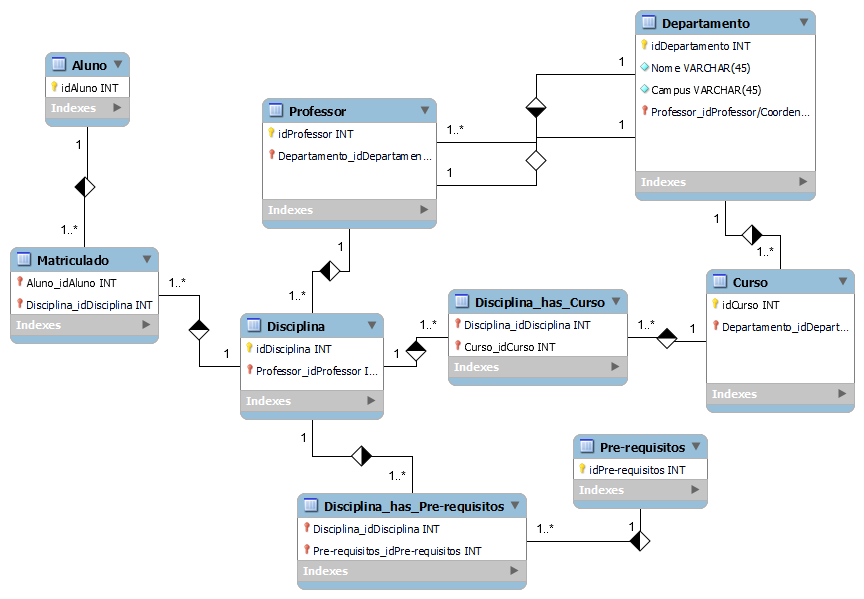 Departamento
idDepartamento INT
Nome VARCHAR(45)
Campus VARCHAR(45)
Professor_idProfessor/Coorden...
Indexes
Aluno
idAluno INT
Indexes
Professor
idProfessor INT
Departamento_idDepartamen...
Indexes
1
1
1..*
1
1
1..*
1
1..*
1
1..*
Matriculado
Aluno_idAluno INT
Disciplina_idDisciplina INT
Indexes
1..*
1
Disciplina
idDisciplina INT
Professor_idProfessor I...
Indexes
1
1..*
Disciplina_has_Curso
Disciplina_idDisciplina INT
Curso_idCurso INT
Indexes
1..*
1
Curso
idCurso INT
Departamento_idDepart...
Indexes
1
1..*
Disciplina_has_Pre-requisitos
Disciplina_idDisciplina INT
Pre-requisitos_idPre-requisitos INT
Indexes
1..*
1
Pre-requisitos
idPre-requisitos INT
Indexes